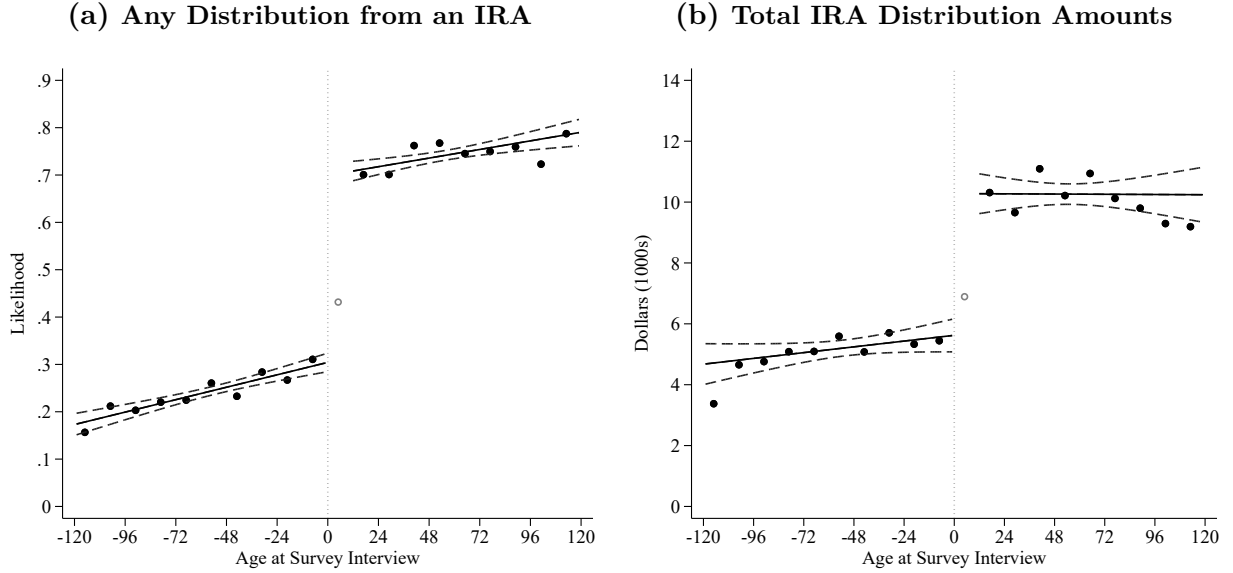 (a) Any Distribution from an IRA
.9
.8
.7
.6
.5
.4
.3
.2
.1
0
Likelihood
-120 -96 -72 -48 -24 0 24 48 72 96 120
Age at Survey Interview
(b) Total IRA Distribution Amounts
14
12
10
8
6
4
2
0
Dollars (1000s)
-120 -96 -72 -48 -24 0 24 48 72 96 120
Age at Survey Interview